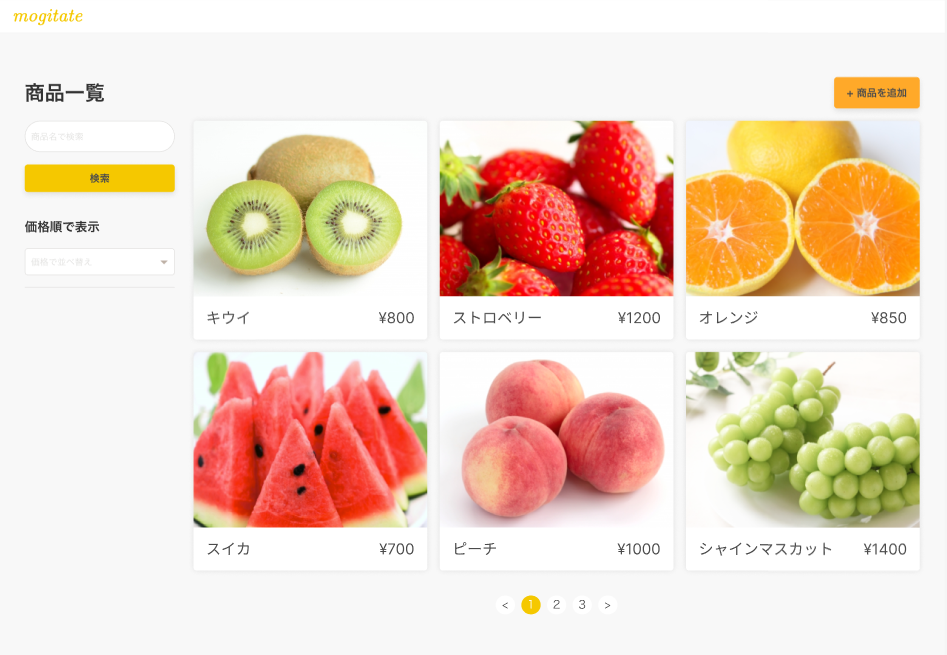 mogitate
商品一覧
+ 商品を追加
商品名で検索
検索
価格順で表示
価格で並べ替え
キウイ ¥800
ストロベリー ¥1200
オレンジ ¥850
スイカ ¥700
ピーチ ¥1000
シャインマスカット ¥1400
< 1 2 3 >